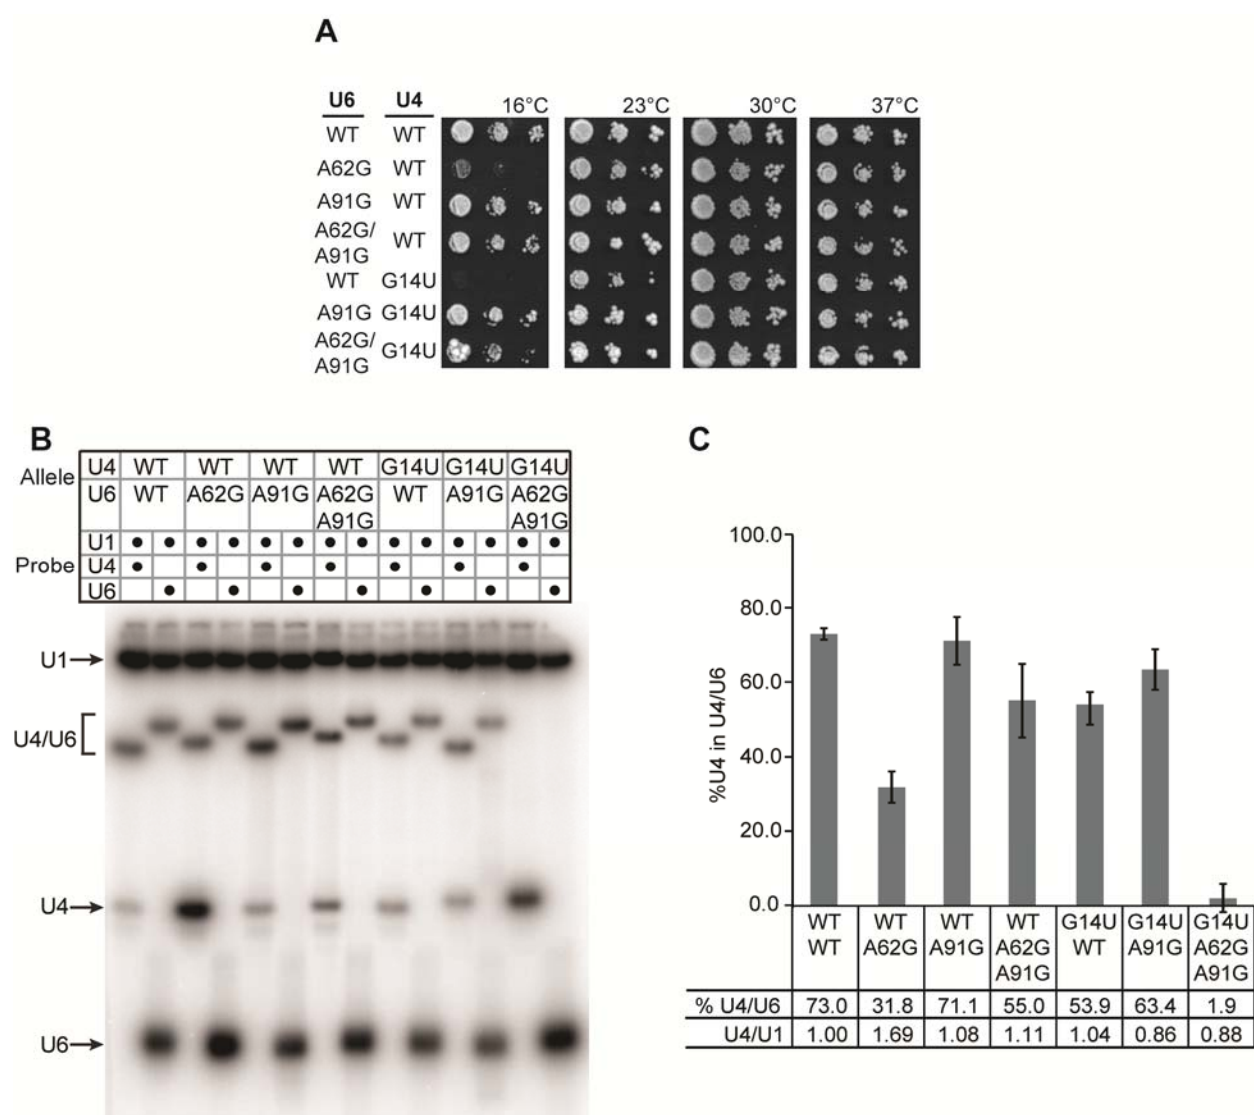 A
U6 U4 16°C 23°C 30°C 37°C
WT WT
A62G WT
A91G WT
A62G/
A91G WT
WT G14U
A91G G14U
A62G/
A91G G14U
B
Allele U4 WT WT WT WT G14U G14U G14U
U6 WT A62G A91G A62G WT A91G A62G
A91G A91G
Probe U1
U4
U6
U1
U4/U6
U4
U6
C
%U4 in U4/U6
100.0
80.0
60.0
40.0
20.0
0.0
WT WT WT WT G14U G14U G14U
WT A62G A91G A62G WT A91G A62G
A91G A91G
% U4/U6 73.0 31.8 71.1 55.0 53.9 63.4 1.9
U4/U1 1.00 1.69 1.08 1.11 1.04 0.86 0.88